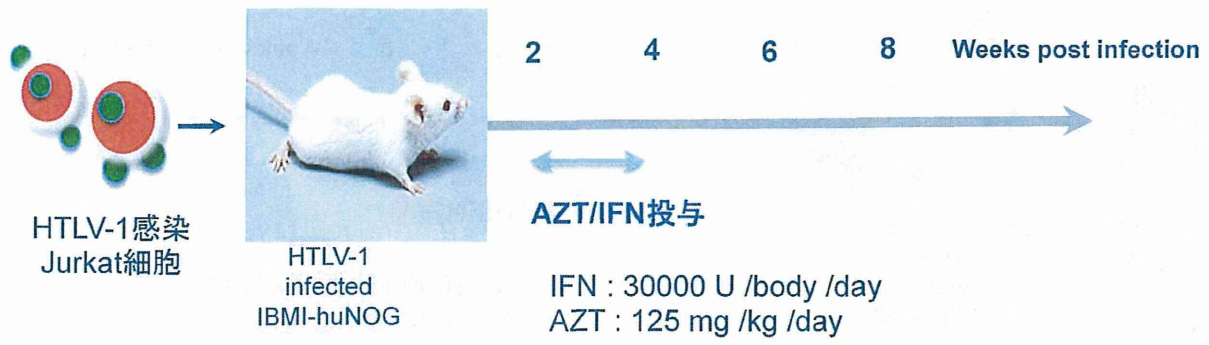 2 4 6 8 Weeks post infection
HTLV-1感染
Jurkat細胞
HTLV-1
infected
IBMI-huNOG
AZT/IFN投与
IFN : 30000 U /body /day
AZT : 125 mg /kg /day